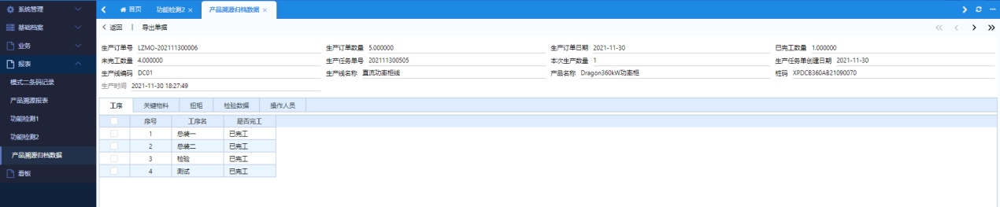 系统管理
基础档案
业务
报表
模式二条码记录
产品溯源报表
功能检测1
功能检测2
产品溯源归档数据
看板
首页 功能检测2 × 产品溯源归档数据 ×
返回 | 导出单据
生产订单号 LZMO-202111300006 生产订单数量 5.000000 生产订单日期 2021-11-30 已完工数量 1.000000
未完工数量 4.000000 生产任务单号 202111300505 本次生产数量 1 生产任务单创建日期 2021-11-30
生产线编码 DC01 生产线名称 直流功率柜线 产品名称 Dragon360kW功率柜 桩码 XPDCB360AB21090070
生产时间 2021-11-30 18:27:49
工序 关键物料 扭矩 检验数据 操作人员
序号 工序名 是否完工
1 总装一 已完工
2 总装二 已完工
3 检验 已完工
4 测试 已完工